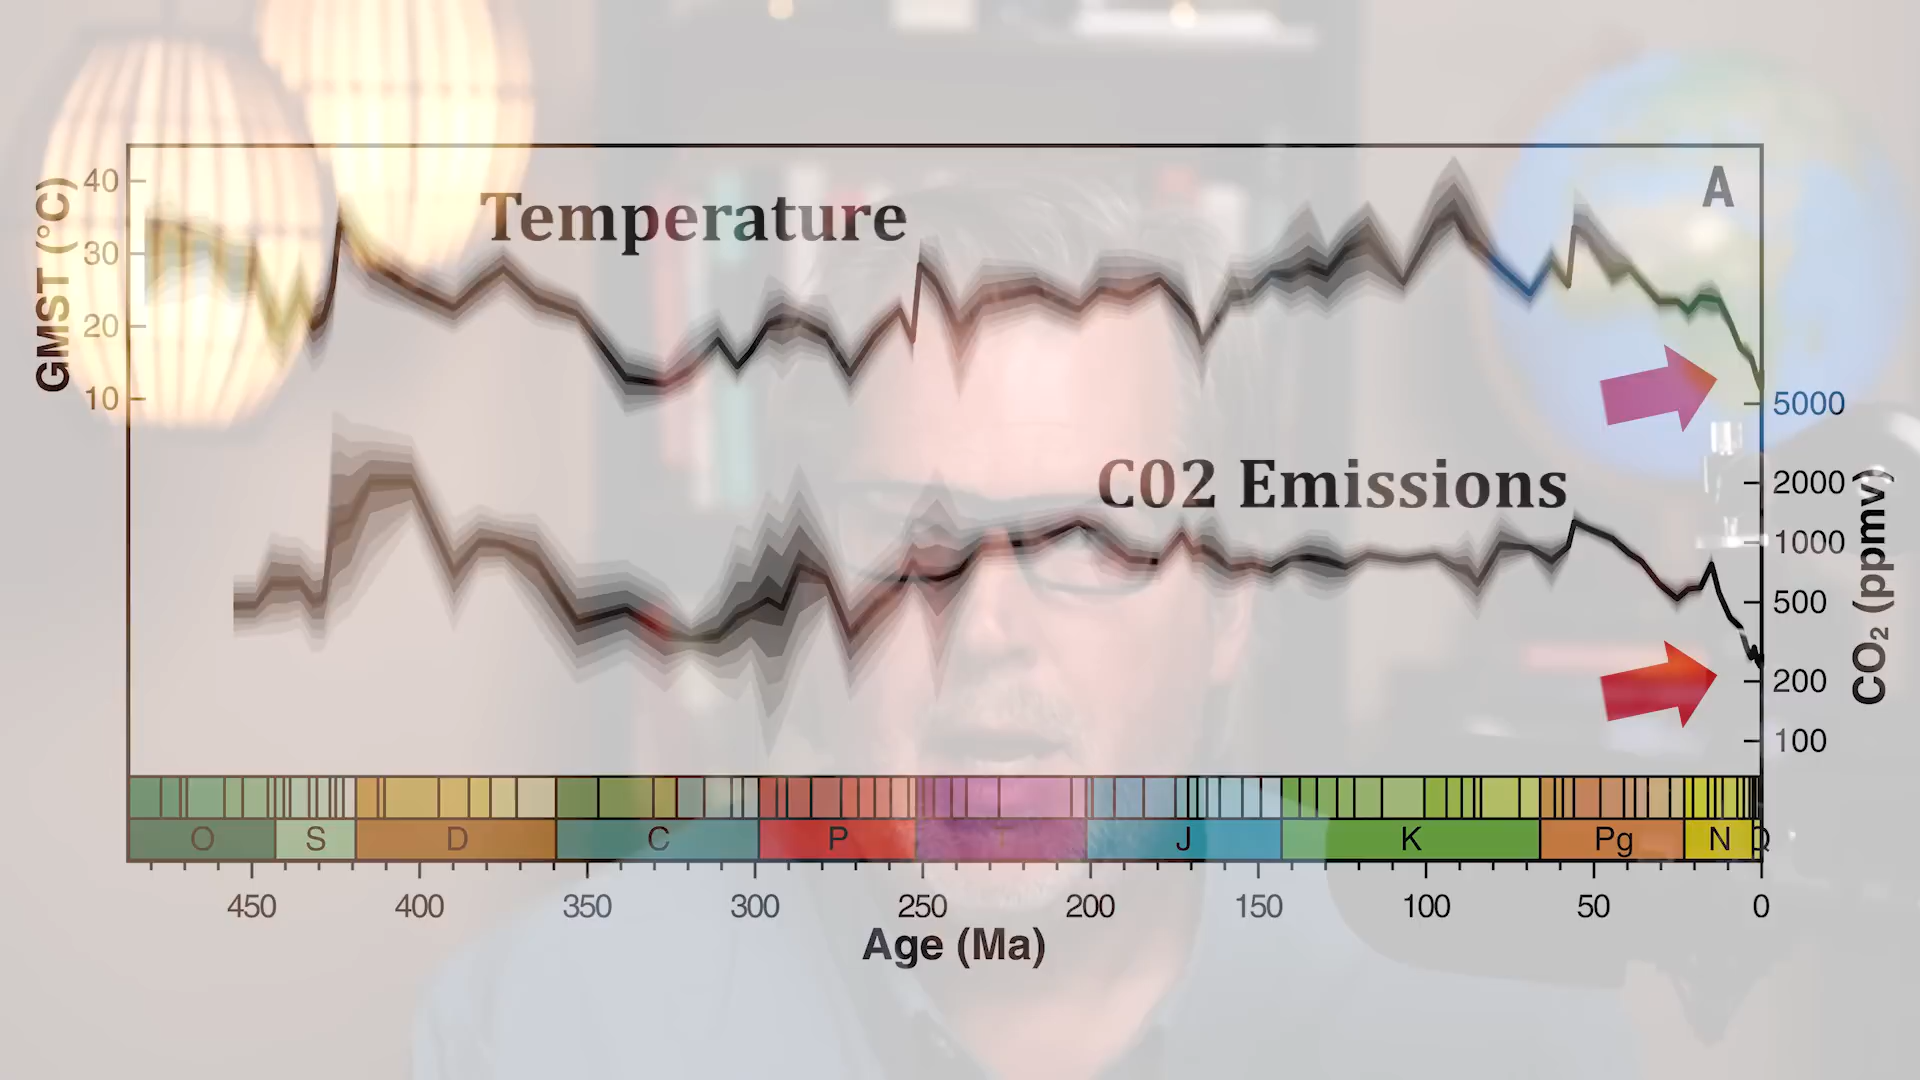 Temperature
A
GMST (°C)
40
30
20
10
C02 Emissions
CO₂ (ppmv)
5000
2000
1000
500
200
100
O S D C P T J K Pg N Q
450 400 350 300 250 200 150 100 50 0
Age (Ma)